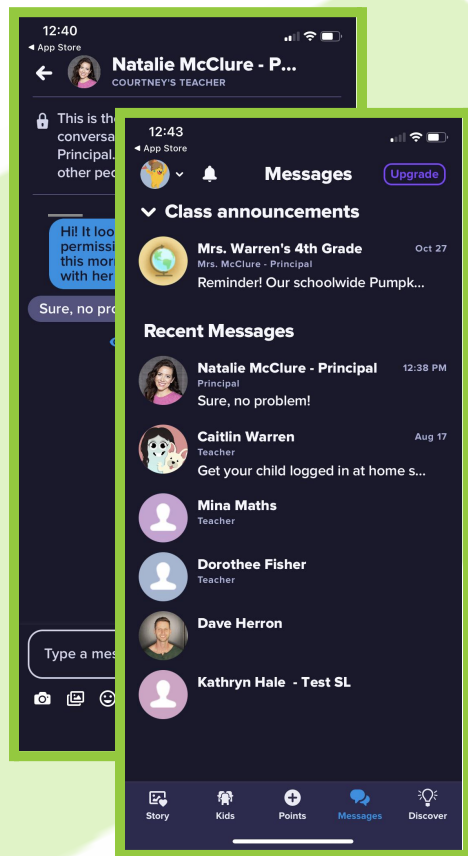 12:40
App Store
Natalie McClure - P...
COURTNEY'S TEACHER
This is the
conversa
Principal.
other peo
Hi! It loo
permissi
this mor
with her
Sure, no pro
Type a mes
12:43
App Store
Messages
Upgrade
Class announcements
Mrs. Warren's 4th Grade Oct 27
Mrs. McClure - Principal
Reminder! Our schoolwide Pumpk...
Recent Messages
Natalie McClure - Principal 12:38 PM
Principal
Sure, no problem!
Caitlin Warren Aug 17
Teacher
Get your child logged in at home s...
Mina Maths
Teacher
Dorothee Fisher
Teacher
Dave Herron
Kathryn Hale - Test SL
Story Kids Points Messages Discover